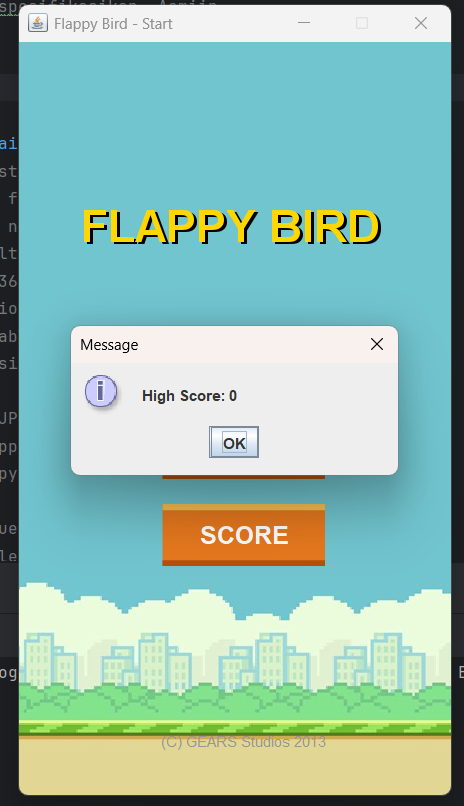 Flappy Bird - Start
FLAPPY BIRD
Message
High Score: 0
OK
SCORE
(C) GEARS Studios 2013